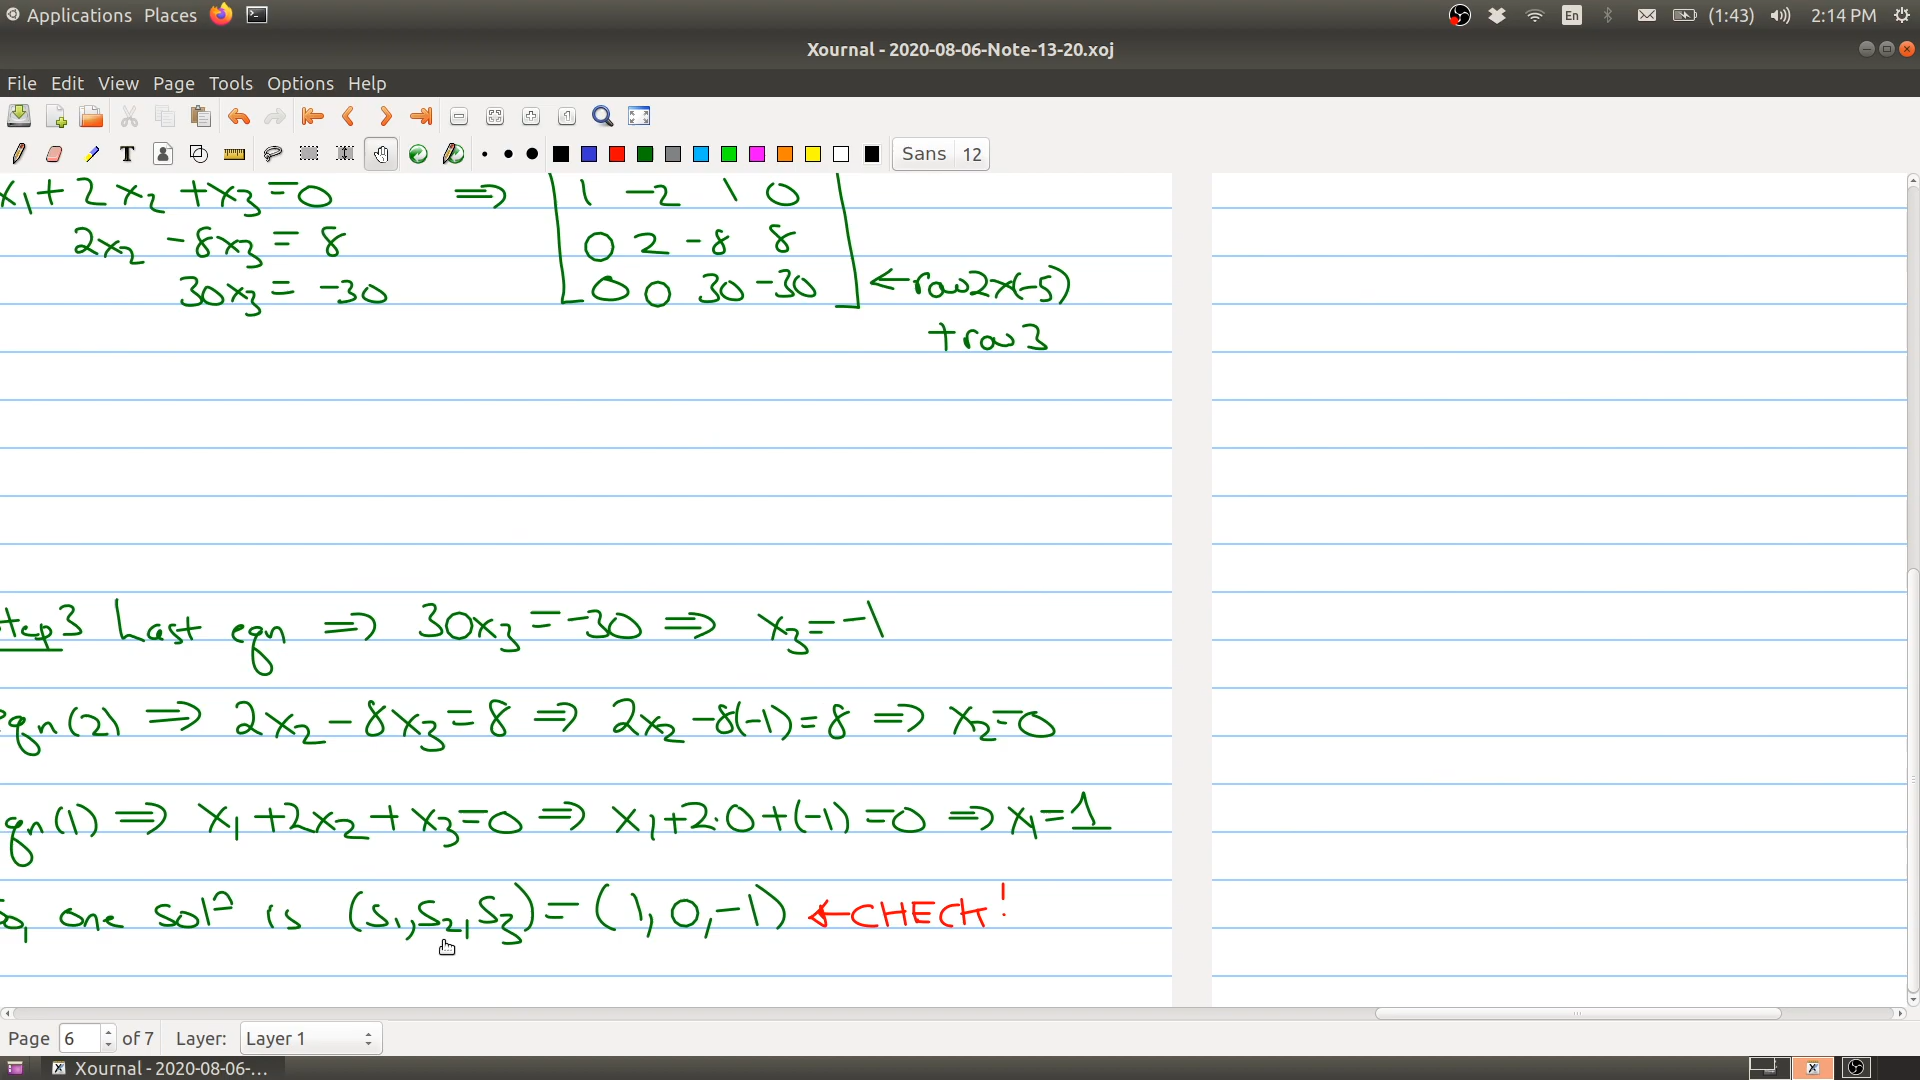 Applications Places En (1:43) 2:14 PM
Xournal - 2020-08-06-Note-13-20.xoj
File Edit View Page Tools Options Help
T Sans 12
x₁+2x₂+x₃=0 ⇒ 1 -2 1 0
2x₂ -8x₃ = 8 0 2 -8 8
30x₃ = -30 0 0 30 -30 ← row2x(-5)
+row3
tep3 Last eqn ⇒ 30x₃=-30 ⇒ x₃=-1
eqn(2) ⇒ 2x₂-8x₃=8 ⇒ 2x₂-8(-1)=8 ⇒ x₂=0
eqn(1) ⇒ x₁+2x₂+x₃=0 ⇒ x₁+2·0+(-1)=0 ⇒ x₁=1
So, one solⁿ is (s₁,s₂,s₃)=(1,0,-1) ← CHECK!
Page 6 of 7 Layer: Layer 1
Xournal - 2020-08-06-...